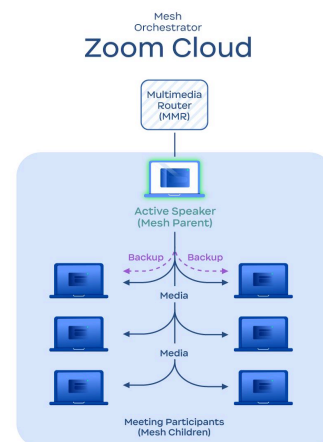 Mesh
Orchestrator
Zoom Cloud
Multimedia
Router
(MMR)
Active Speaker
(Mesh Parent)
Backup Backup
Media
Media
Meeting Participants
(Mesh Children)